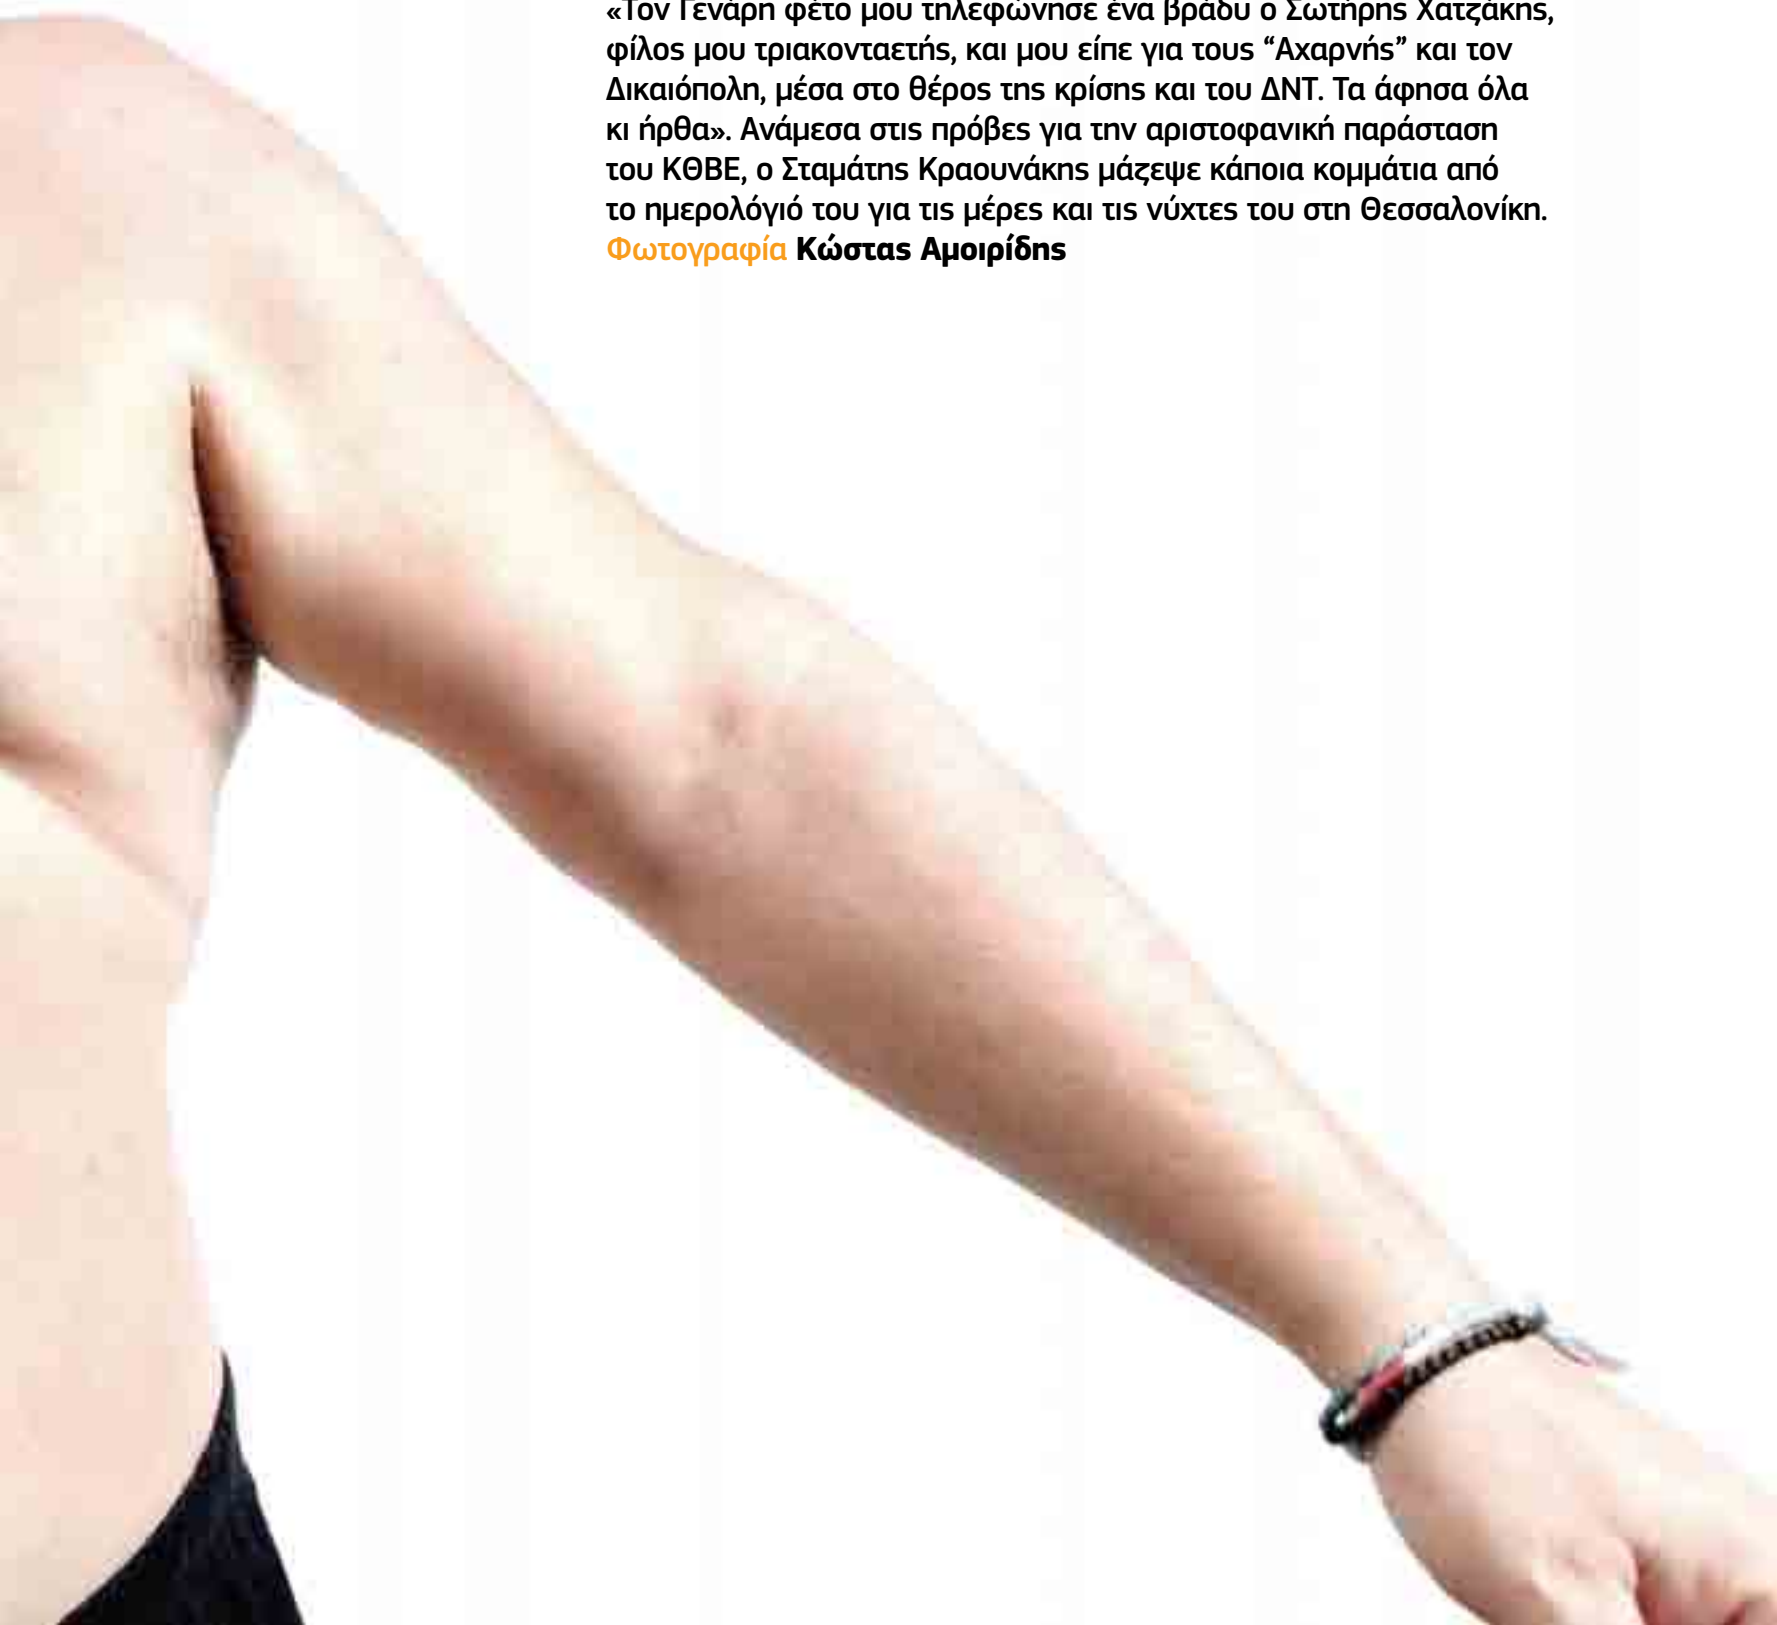 «Τον Γενάρη φέτο μου τηλεφώνησε ένα βράδυ ο Σωτήρης Χατζάκης,
φίλος μου τριακονταετής, και μου είπε για τους “Αχαρνής” και τον
Δικαιόπολη, μέσα στο θέρος της κρίσης και του ΔΝΤ. Τα άφησα όλα
κι ήρθα». Ανάμεσα στις πρόβες για την αριστοφανική παράσταση
του ΚΘΒΕ, ο Σταμάτης Κραουνάκης μάζεψε κάποια κομμάτια από
το ημερολόγιό του για τις μέρες και τις νύχτες του στη Θεσσαλονίκη.
Φωτογραφία Κώστας Αμοιρίδης